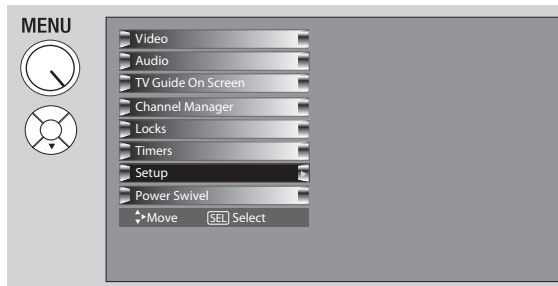 MENU
Video
Audio
TV Guide On Screen
Channel Manager
Locks
Timers
Setup
Power Swivel
Move SEL Select